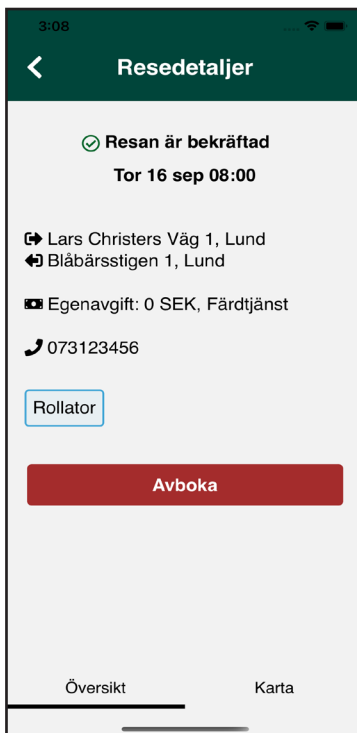 3:08
Resedetaljer
Resan är bekräftad
Tor 16 sep 08:00
Lars Christers Väg 1, Lund
Blåbärsstigen 1, Lund
Egenavgift: 0 SEK, Färdtjänst
073123456
Rollator
Avboka
Översikt
Karta